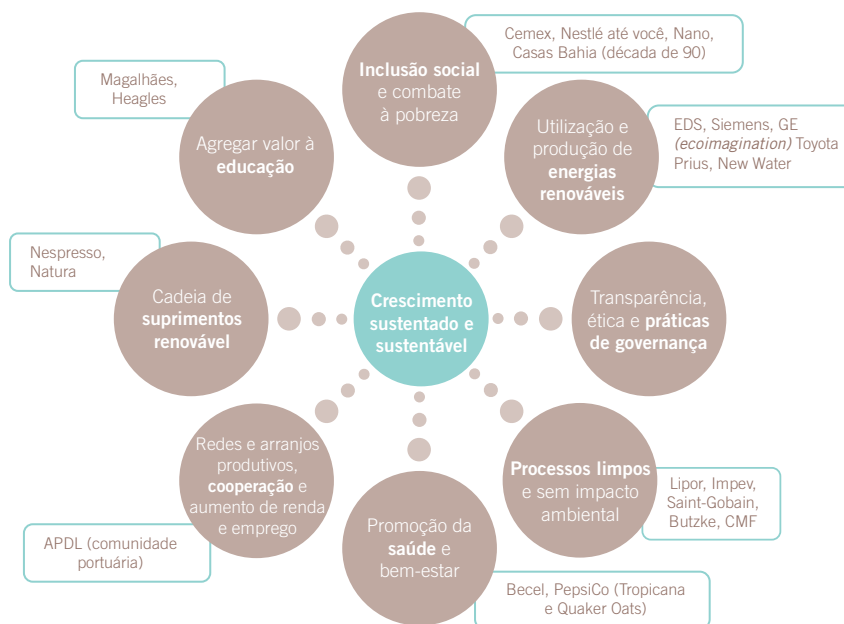 Cemex, Nestlé até você, Nano,
Casas Bahia (década de 90)
Inclusão social
e combate
à pobreza
Magalhães,
Heagles
Agregar valor à
educação
Utilização e
produção de
energias
renováveis
EDS, Siemens, GE
(ecoimagination) Toyota
Prius, New Water
Nespresso,
Natura
Cadeia de
suprimentos
renovável
Crescimento
sustentado e
sustentável
Transparência,
ética e práticas
de governança
Redes e arranjos
produtivos,
cooperação e
aumento de renda
e emprego
APDL (comunidade
portuária)
Promoção da
saúde e
bem-estar
Becel, PepsiCo (Tropicana
e Quaker Oats)
Processos limpos
e sem impacto
ambiental
Lipor, Impev,
Saint-Gobain,
Butzke, CMF